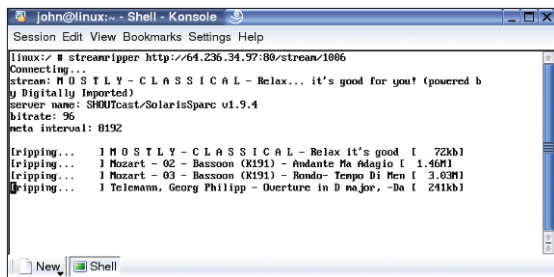 john@linux:~ - Shell - Konsole
Session Edit View Bookmarks Settings Help
linux:/ # streamripper http://64.236.34.97:80/stream/1006
Connecting...
stream: M O S T L Y - C L A S S I C A L - Relax... it's good for you! (powered b
y Digitally Imported)
server name: SHOUTcast/SolarisSparc v1.9.4
bitrate: 96
meta interval: 8192
[ripping... ] M O S T L Y - C L A S S I C A L - Relax it's good [ 72kb]
[ripping... ] Mozart - 02 - Bassoon (K191) - Andante Ma Adagio [ 1.46M]
[ripping... ] Mozart - 03 - Bassoon (K191) - Rondo- Tempo Di Men [ 3.03M]
[ripping... ] Telemann, Georg Philipp - Overture in D major, -Da [ 241kb]
New Shell